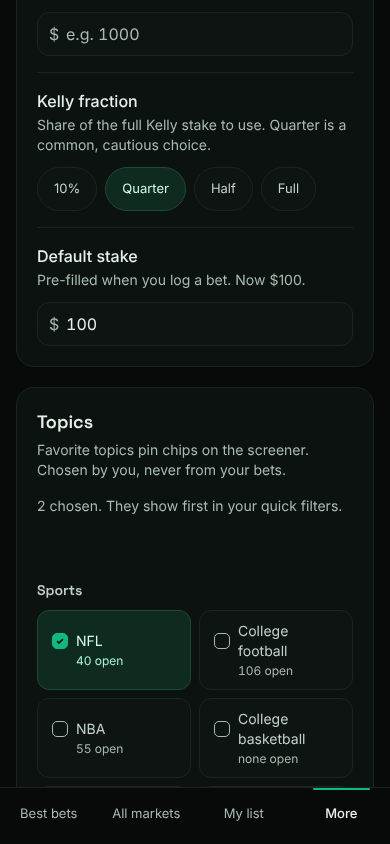 $ e.g. 1000
Kelly fraction
Share of the full Kelly stake to use. Quarter is a
common, cautious choice.
10% Quarter Half Full
Default stake
Pre-filled when you log a bet. Now $100.
$ 100
Topics
Favorite topics pin chips on the screener.
Chosen by you, never from your bets.
2 chosen. They show first in your quick filters.
Sports
NFL
40 open
College
football
106 open
NBA
55 open
College
basketball
none open
Best bets All markets My list More